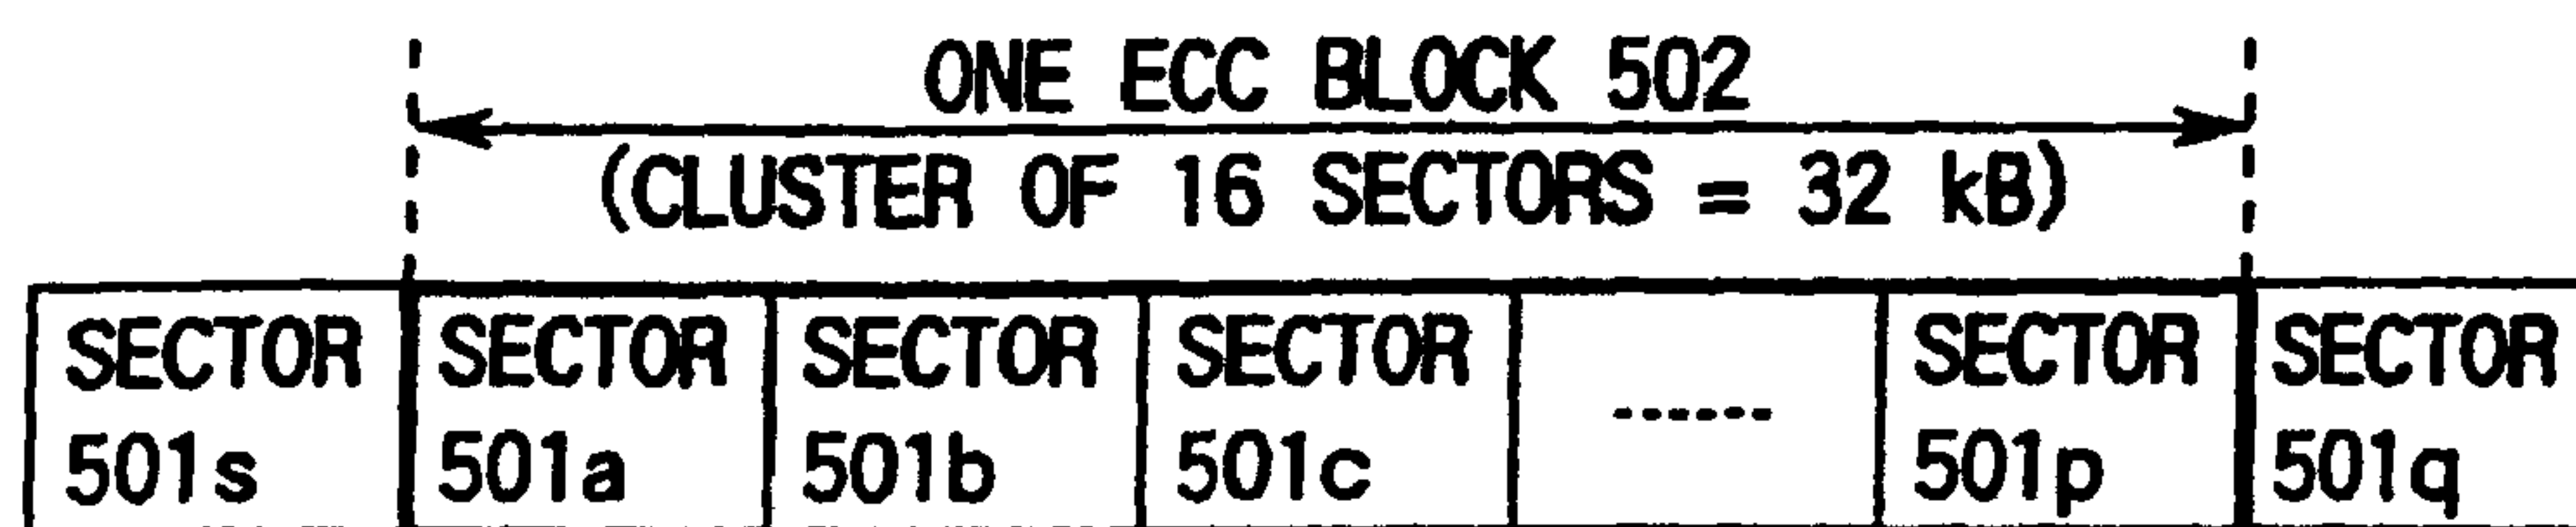 ONE ECC BLOCK 502
(CLUSTER OF 16 SECTORS = 32 kB)
SECTOR SECTOR SECTOR SECTOR ------ SECTOR SECTOR
501s 501a 501b 501c 501p 501q